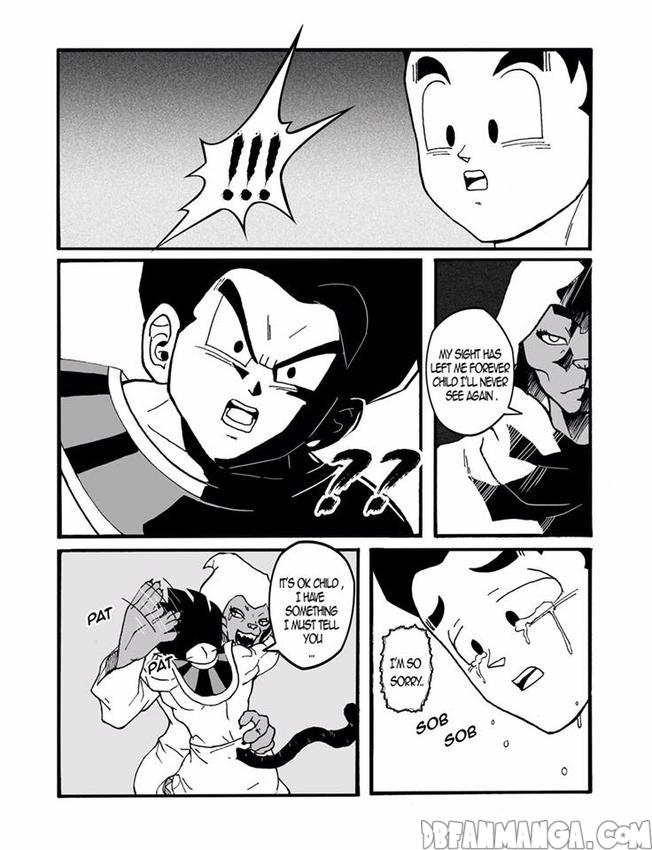 !!!
MY SIGHT HAS
LEFT ME FOREVER
CHILD I'LL NEVER
SEE AGAIN .
??
IT'S OK CHILD ,
I HAVE
SOMETHING
I MUST TELL
YOU
...
PAT
PAT
I'M SO
SORRY..
SOB
SOB
DBFANMANGA.COM